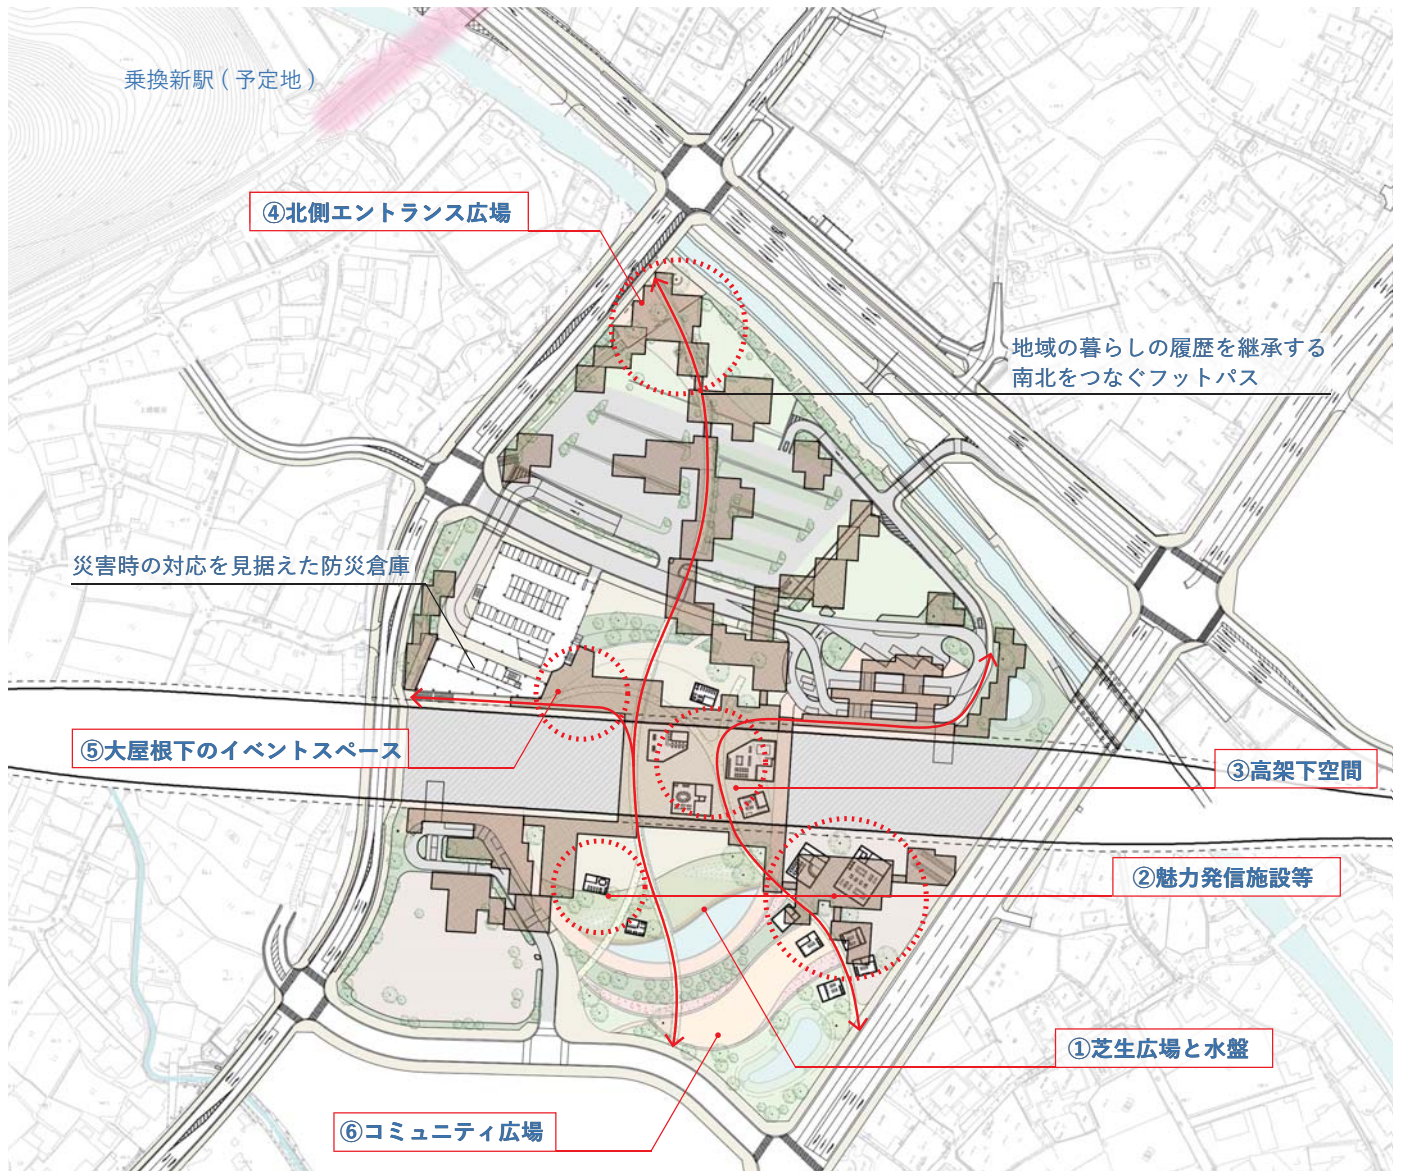 乗換新駅(予定地)
④北側エントランス広場
地域の暮らしの履歴を継承する
南北をつなぐフットパス
災害時の対応を見据えた防災倉庫
⑤大屋根下のイベントスペース
③高架下空間
②魅力発信施設等
①芝生広場と水盤
⑥コミュニティ広場